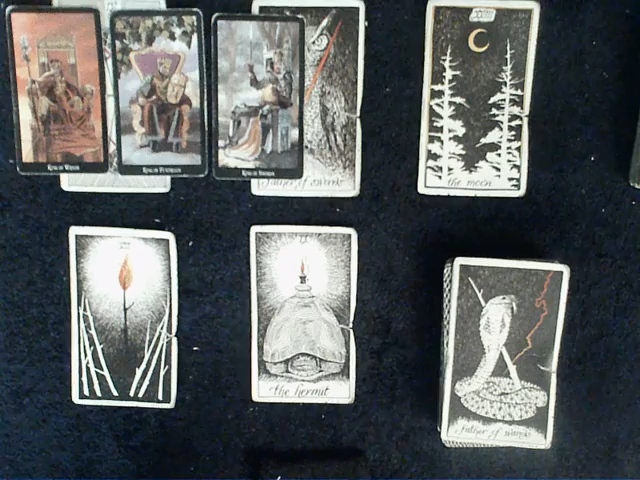 KING OF WANDS
KING OF PENTACLES
KING OF SWORDS
Father of swords
XVIII
the moon
the hermit
father of wands